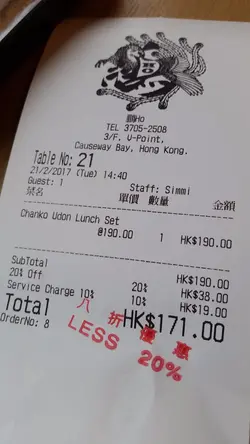 TEL 3705-2508
3/F, U-Point,
Causeway Bay, Hong Kong.
Table No: 21
21/2/2017 (Tue) 14:40
Guest: 1 Staff: Simmi
菜名 單價 數量 金額
Chanko Udon Lunch Set
@190.00 1 HK$190.00
SubTotal HK$190.00
20% Off 20% HK$38.00
Service Charge 10% 10% HK$19.00
Total HK$171.00
OrderNo: 8
八折優惠
LESS 20%